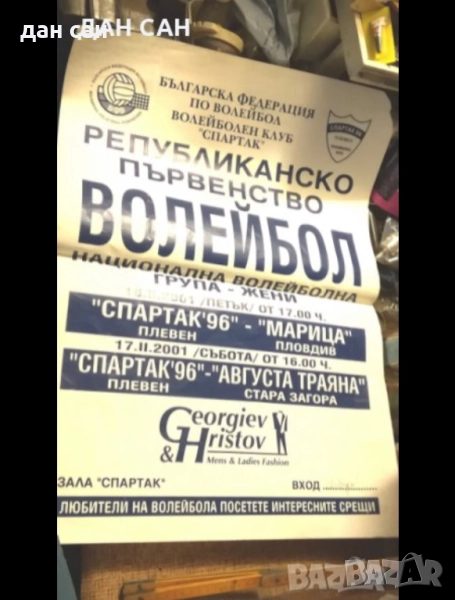 дан сан
ДАН САН
БЪЛГАРСКА ФЕДЕРАЦИЯ
ПО ВОЛЕЙБОЛ
ВОЛЕЙБОЛЕН КЛУБ
"СПАРТАК"
РЕПУБЛИКАНСКО
ПЪРВЕНСТВО
ВОЛЕЙБОЛ
НАЦИОНАЛНА ВОЛЕЙБОЛНА
ГРУПА - ЖЕНИ
2001 /ПЕТЪК/ ОТ 17.00 Ч.
"СПАРТАК'96" - "МАРИЦА"
ПЛЕВЕН ПЛОВДИВ
17.II.2001 /СЪБОТА/ ОТ 16.00 Ч.
"СПАРТАК'96"-"АВГУСТА ТРАЯНА"
ПЛЕВЕН СТАРА ЗАГОРА
Georgiev
& Hristov
Mens & Ladies Fashion
ЗАЛА "СПАРТАК" ВХОД
ЛЮБИТЕЛИ НА ВОЛЕЙБОЛА ПОСЕТЕТЕ ИНТЕРЕСНИТЕ СРЕЩИ
BAZAR.BG